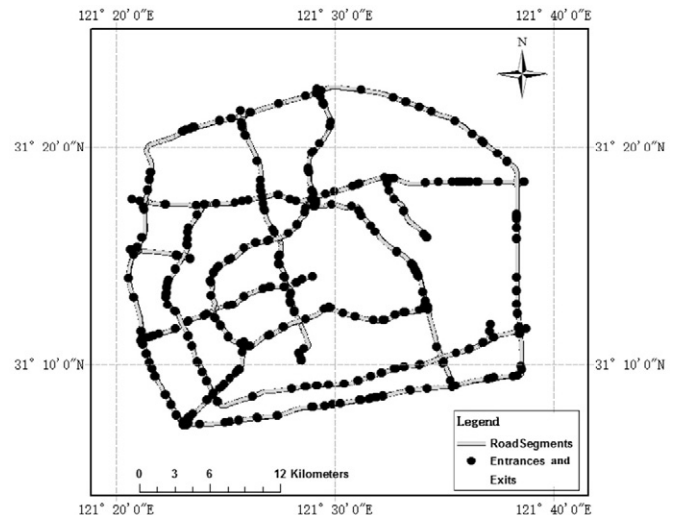 121° 20′ 0″E 121° 30′ 0″E 121° 40′ 0″E
N
31° 20′ 0″N 31° 20′ 0″N
31° 10′ 0″N 31° 10′ 0″N
Legend
Road Segments
Entrances and
Exits
0 3 6 12 Kilometers
121° 20′ 0″E 121° 30′ 0″E 121° 40′ 0″E